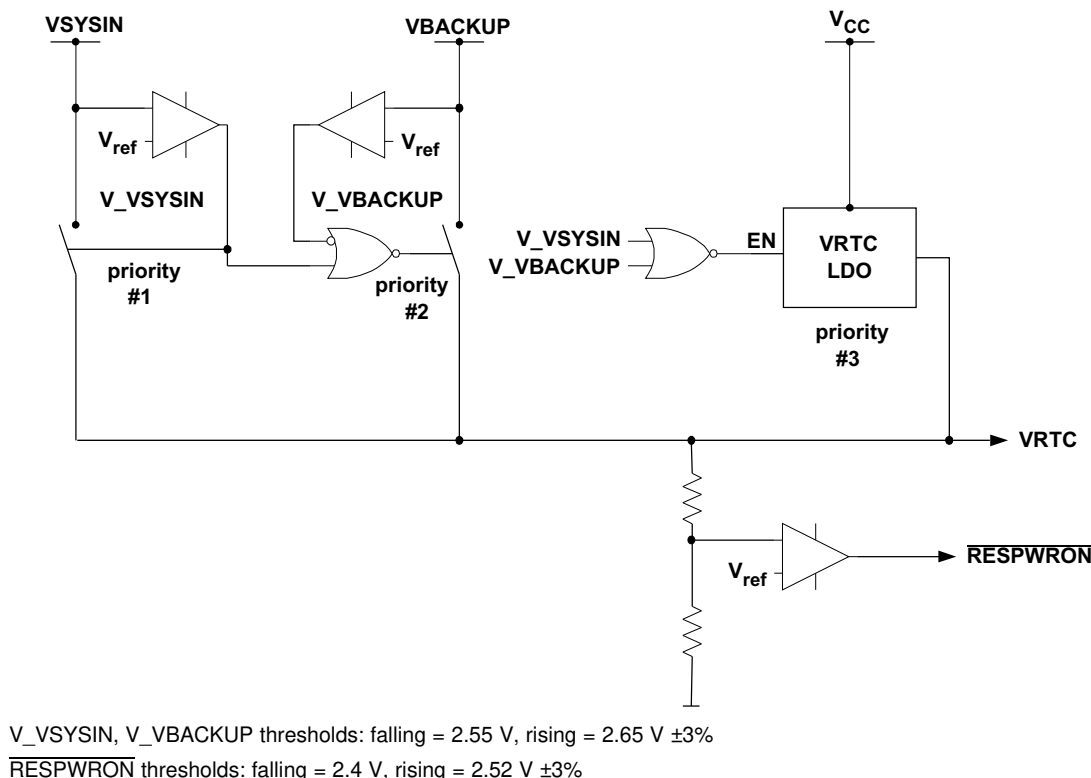 VSYSIN
VBACKUP
VCC
Vref
Vref
V_VSYSIN
V_VBACKUP
priority
#1
priority
#2
V_VSYSIN
V_VBACKUP
EN
VRTC
LDO
priority
#3
VRTC
Vref
RESPWRON
V_VSYSIN, V_VBACKUP thresholds: falling = 2.55 V, rising = 2.65 V ±3%
RESPWRON thresholds: falling = 2.4 V, rising = 2.52 V ±3%